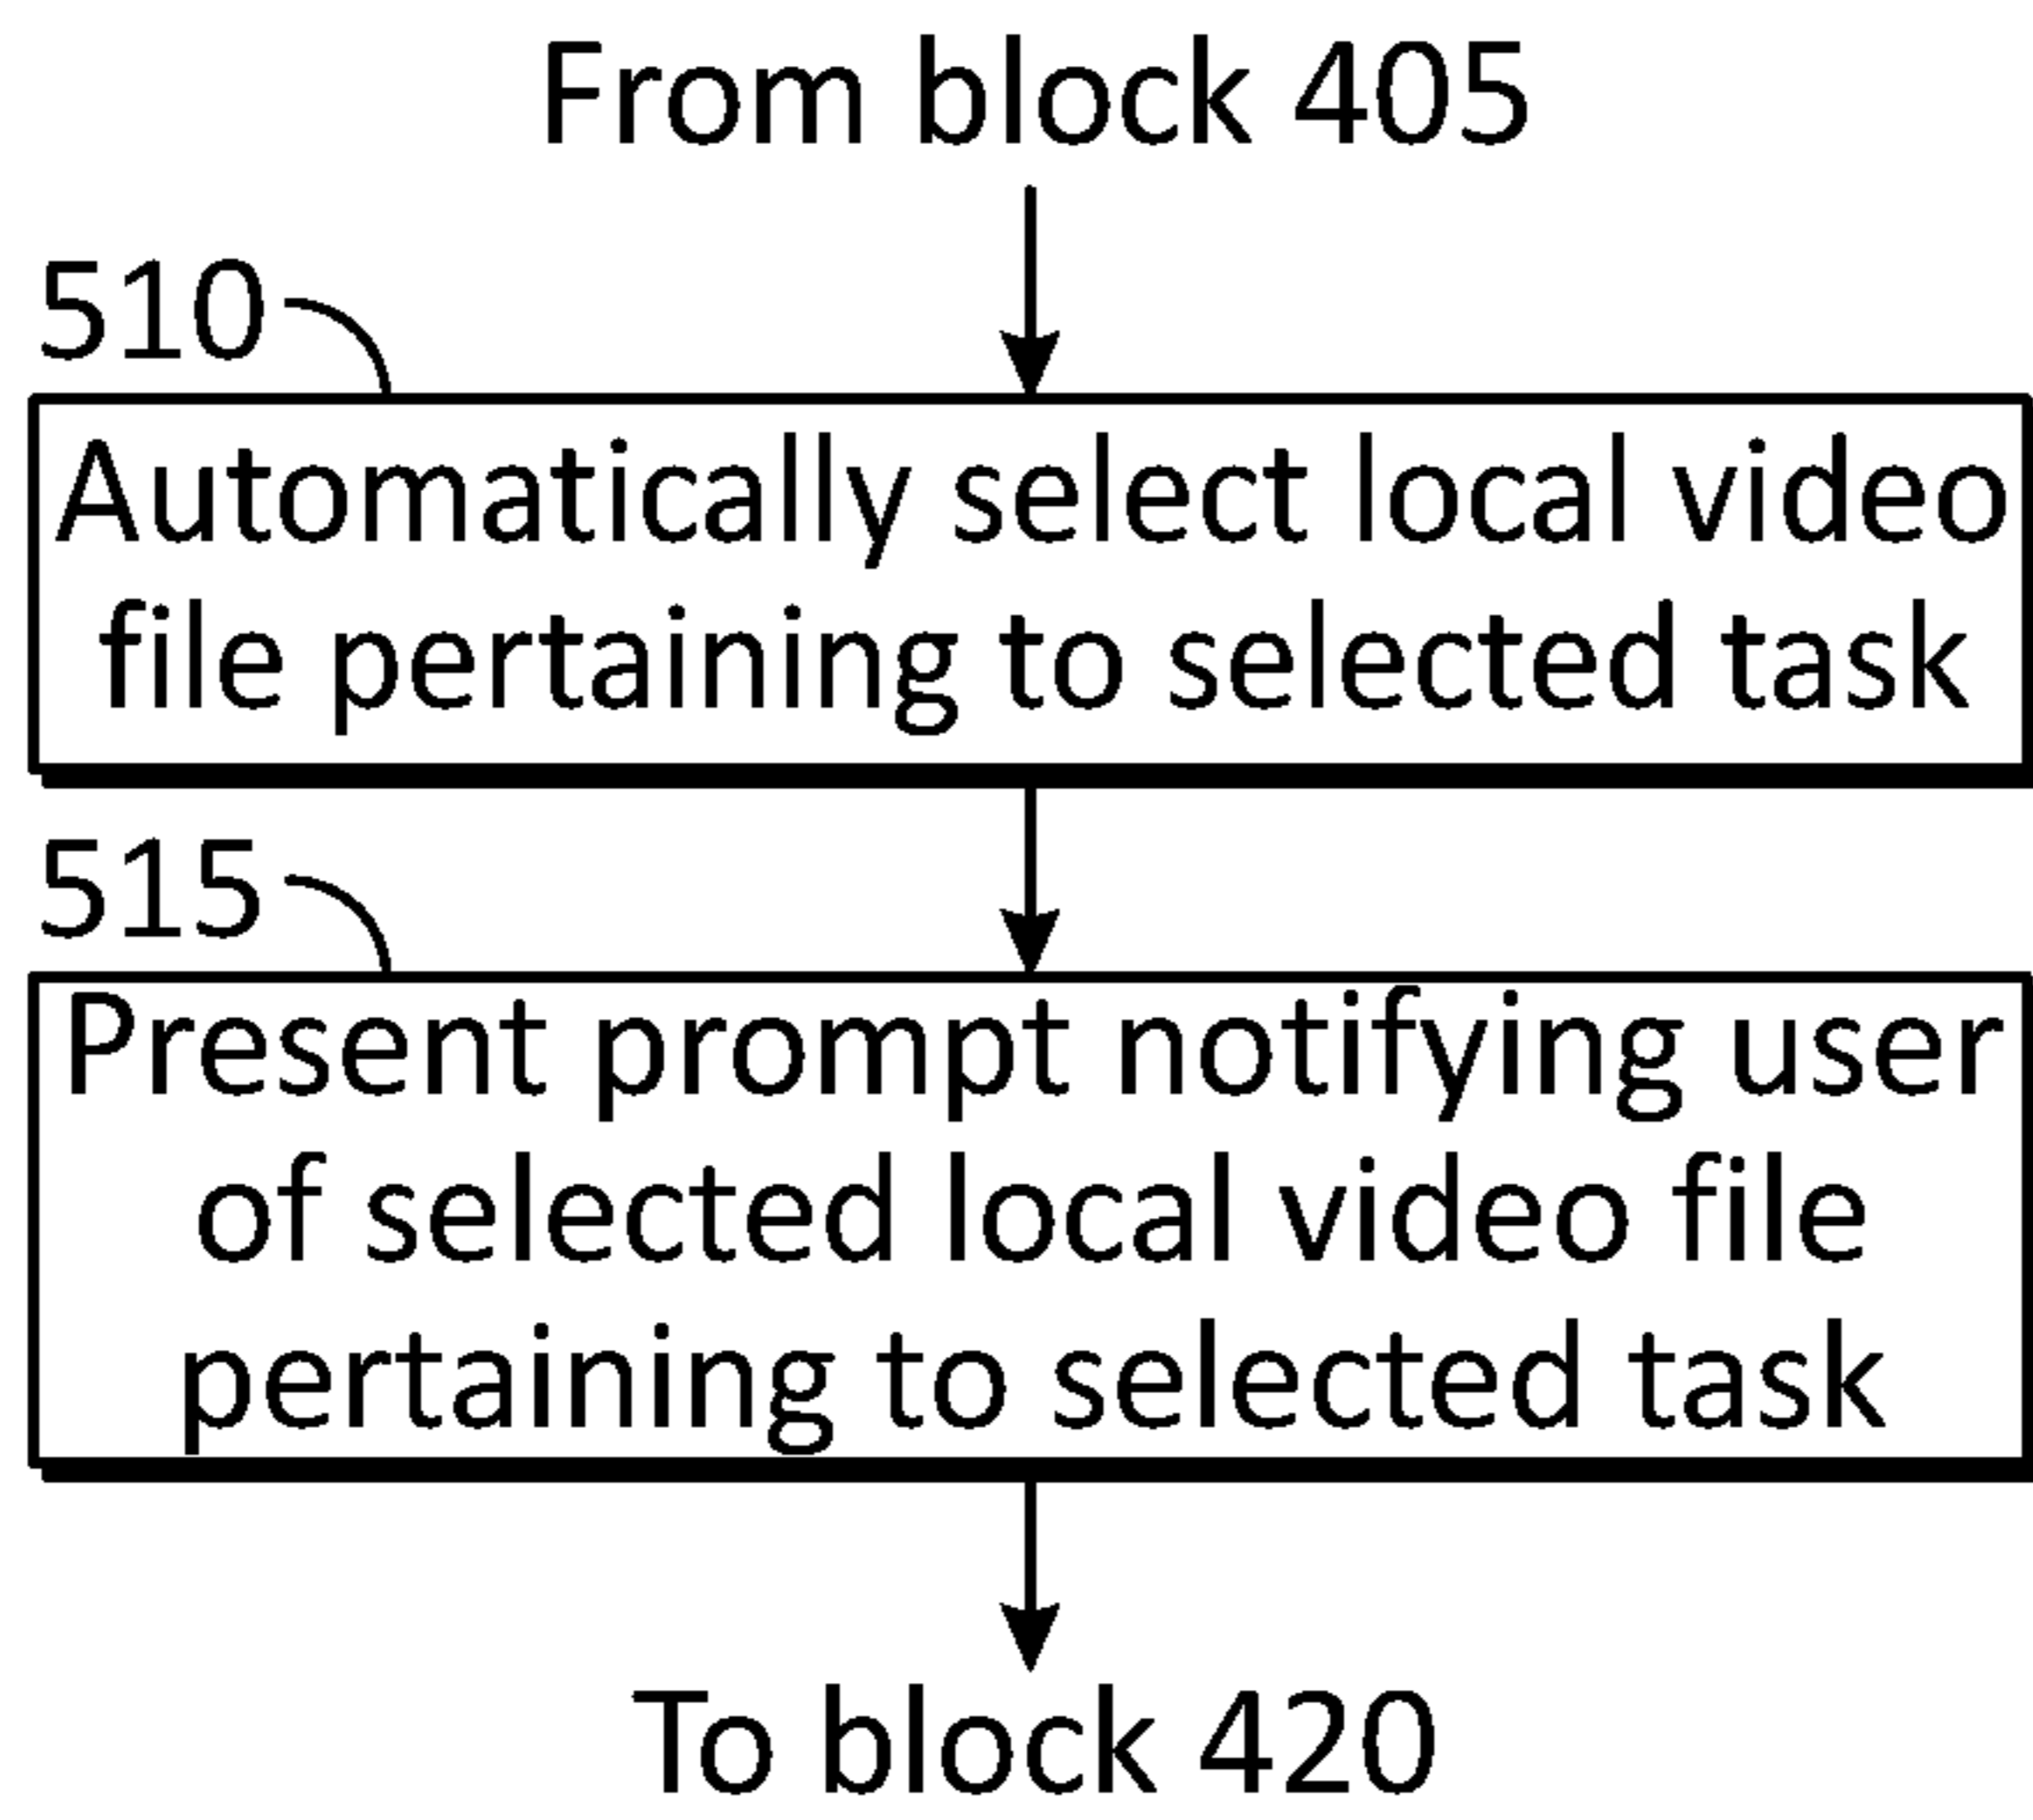 From block 405
510
Automatically select local video
file pertaining to selected task
515
Present prompt notifying user
of selected local video file
pertaining to selected task
To block 420